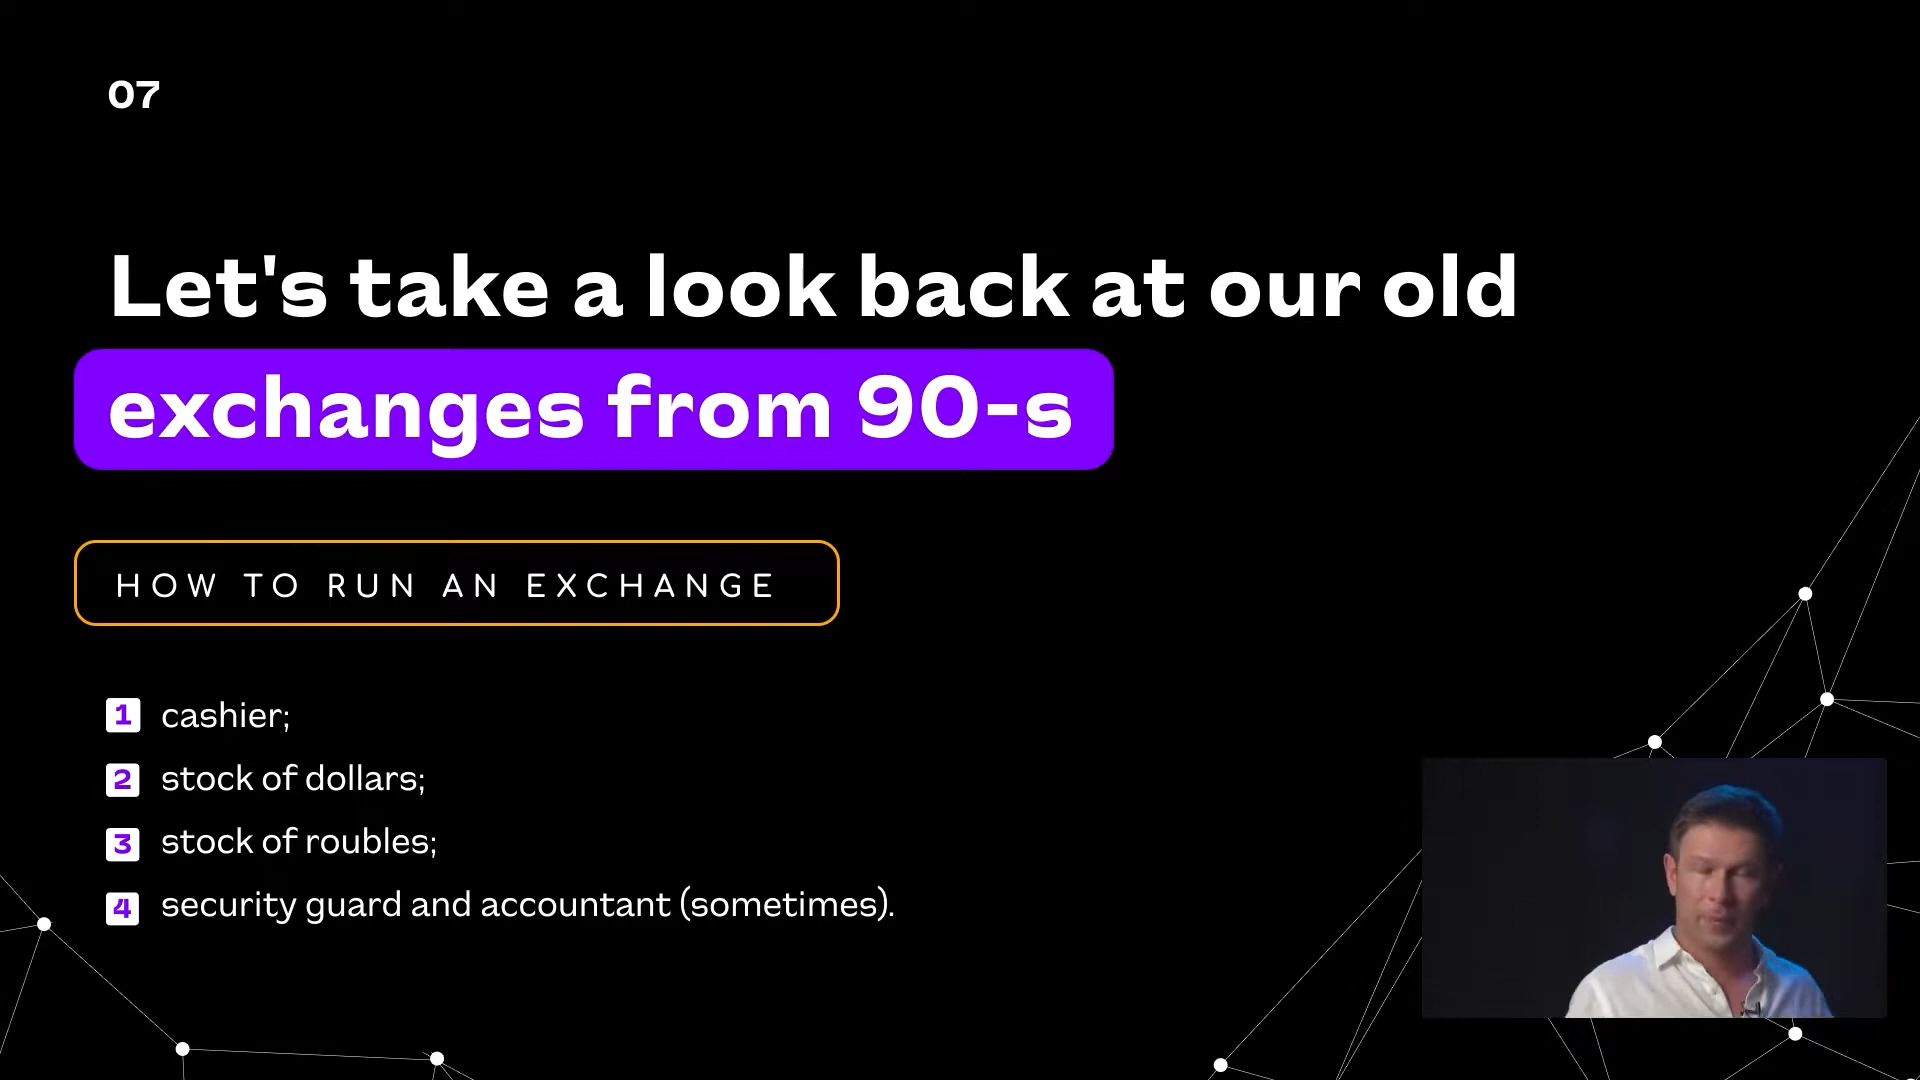 07
Let's take a look back at our old
exchanges from 90-s
HOW TO RUN AN EXCHANGE
1 cashier;
2 stock of dollars;
3 stock of roubles;
4 security guard and accountant (sometimes).